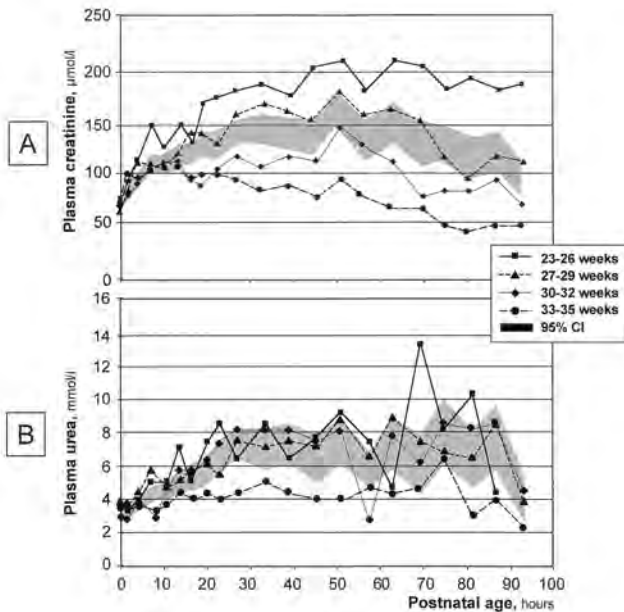 A
Plasma creatinine, µmol/l
250
200
150
100
50
0
23-26 weeks
27-29 weeks
30-32 weeks
33-35 weeks
95% CI
B
Plasma urea, mmol/l
16
14
12
10
8
6
4
2
0
0 10 20 30 40 50 60 70 80 90 100
Postnatal age, hours